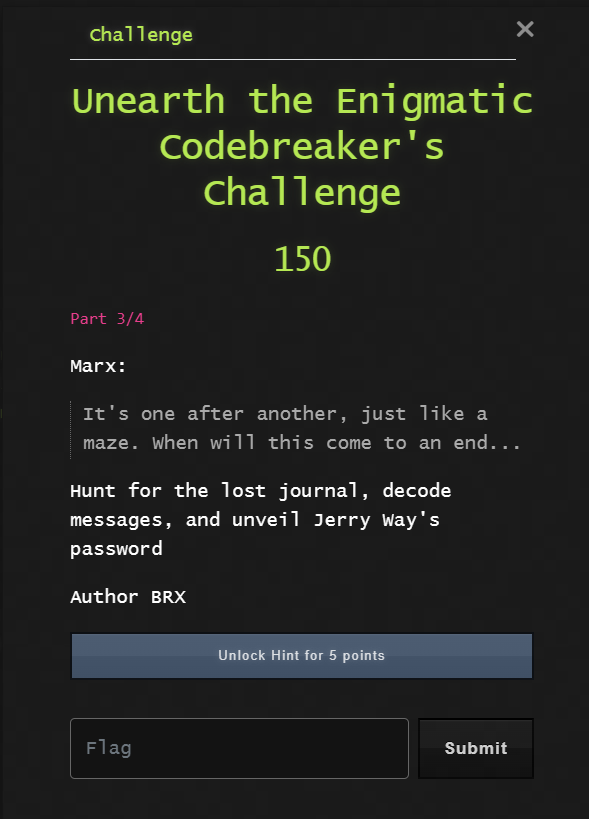 Challenge
×
Unearth the Enigmatic
Codebreaker's
Challenge
150
Part 3/4
Marx:
It's one after another, just like a
maze. When will this come to an end...
Hunt for the lost journal, decode
messages, and unveil Jerry Way's
password
Author BRX
Unlock Hint for 5 points
Flag
Submit